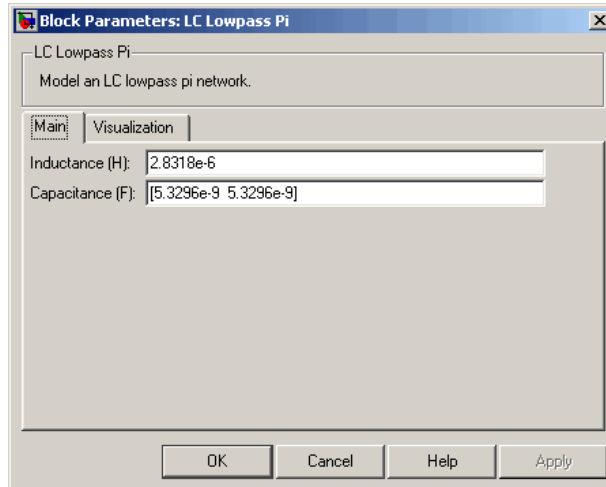 Block Parameters: LC Lowpass Pi
LC Lowpass Pi
Model an LC lowpass pi network.
Main Visualization
Inductance (H): 2.8318e-6
Capacitance (F): [5.3296e-9 5.3296e-9]
OK Cancel Help Apply